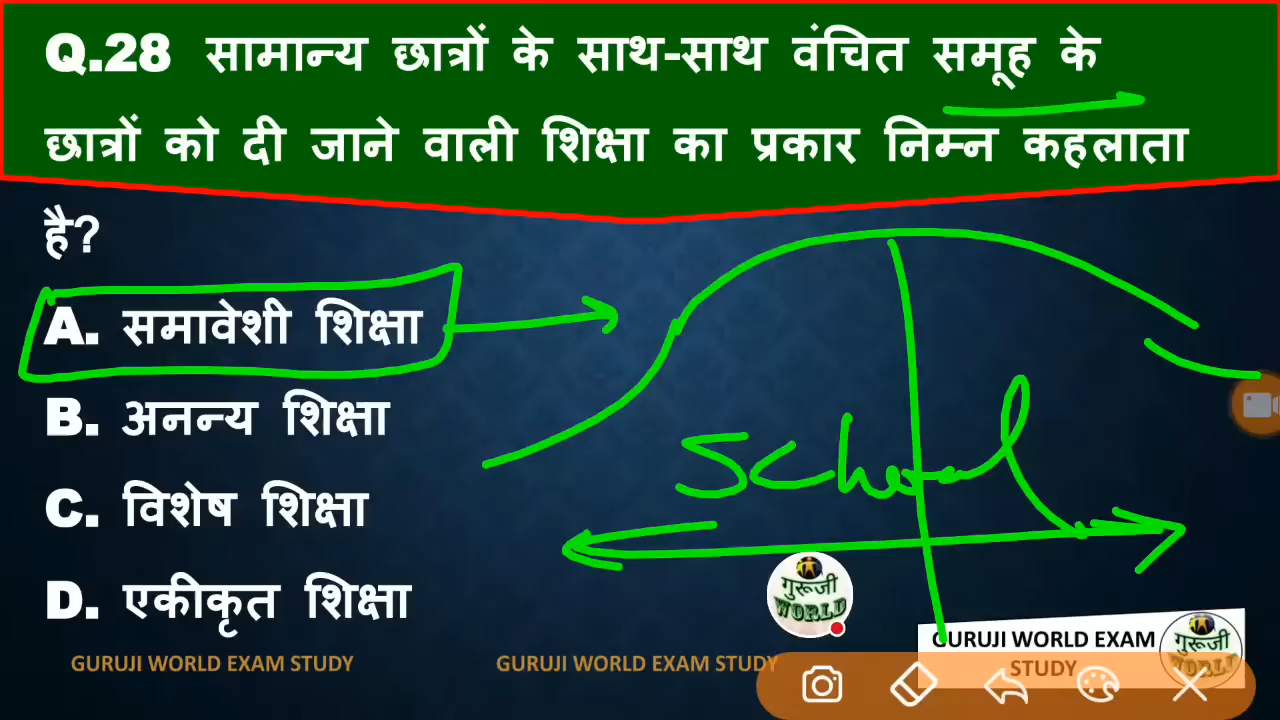 Q.28 सामान्य छात्रों के साथ-साथ वंचित समूह के
छात्रों को दी जाने वाली शिक्षा का प्रकार निम्न कहलाता
है?
A. समावेशी शिक्षा
B. अनन्य शिक्षा
C. विशेष शिक्षा
D. एकीकृत शिक्षा
School
गुरूजी
WORLD
GURUJI WORLD EXAM STUDY
GURUJI WORLD EXAM STUDY
GURUJI WORLD EXAM
STUDY
गुरूजी
WORLD